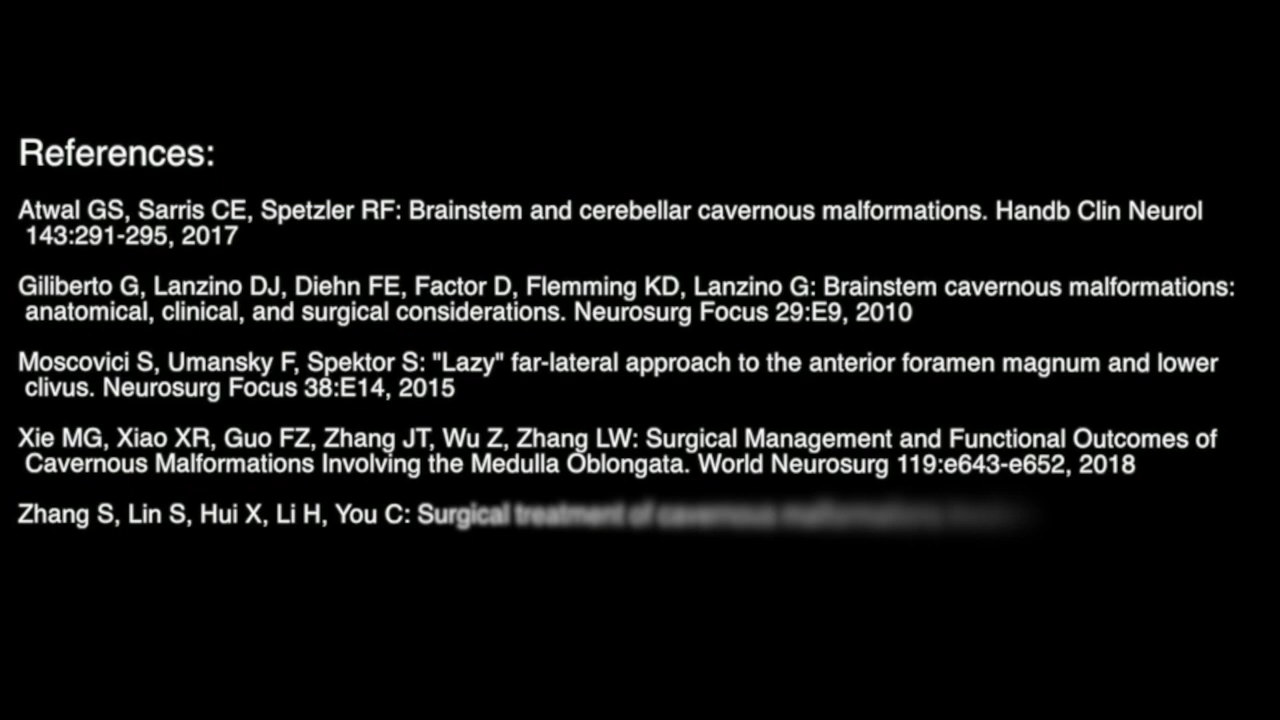 References:
Atwal GS, Sarris CE, Spetzler RF: Brainstem and cerebellar cavernous malformations. Handb Clin Neurol
143:291-295, 2017
Giliberto G, Lanzino DJ, Diehn FE, Factor D, Flemming KD, Lanzino G: Brainstem cavernous malformations:
anatomical, clinical, and surgical considerations. Neurosurg Focus 29:E9, 2010
Moscovici S, Umansky F, Spektor S: "Lazy" far-lateral approach to the anterior foramen magnum and lower
clivus. Neurosurg Focus 38:E14, 2015
Xie MG, Xiao XR, Guo FZ, Zhang JT, Wu Z, Zhang LW: Surgical Management and Functional Outcomes of
Cavernous Malformations Involving the Medulla Oblongata. World Neurosurg 119:e643-e652, 2018
Zhang S, Lin S, Hui X, Li H, You C: Surgical treatment of cavernous malformations